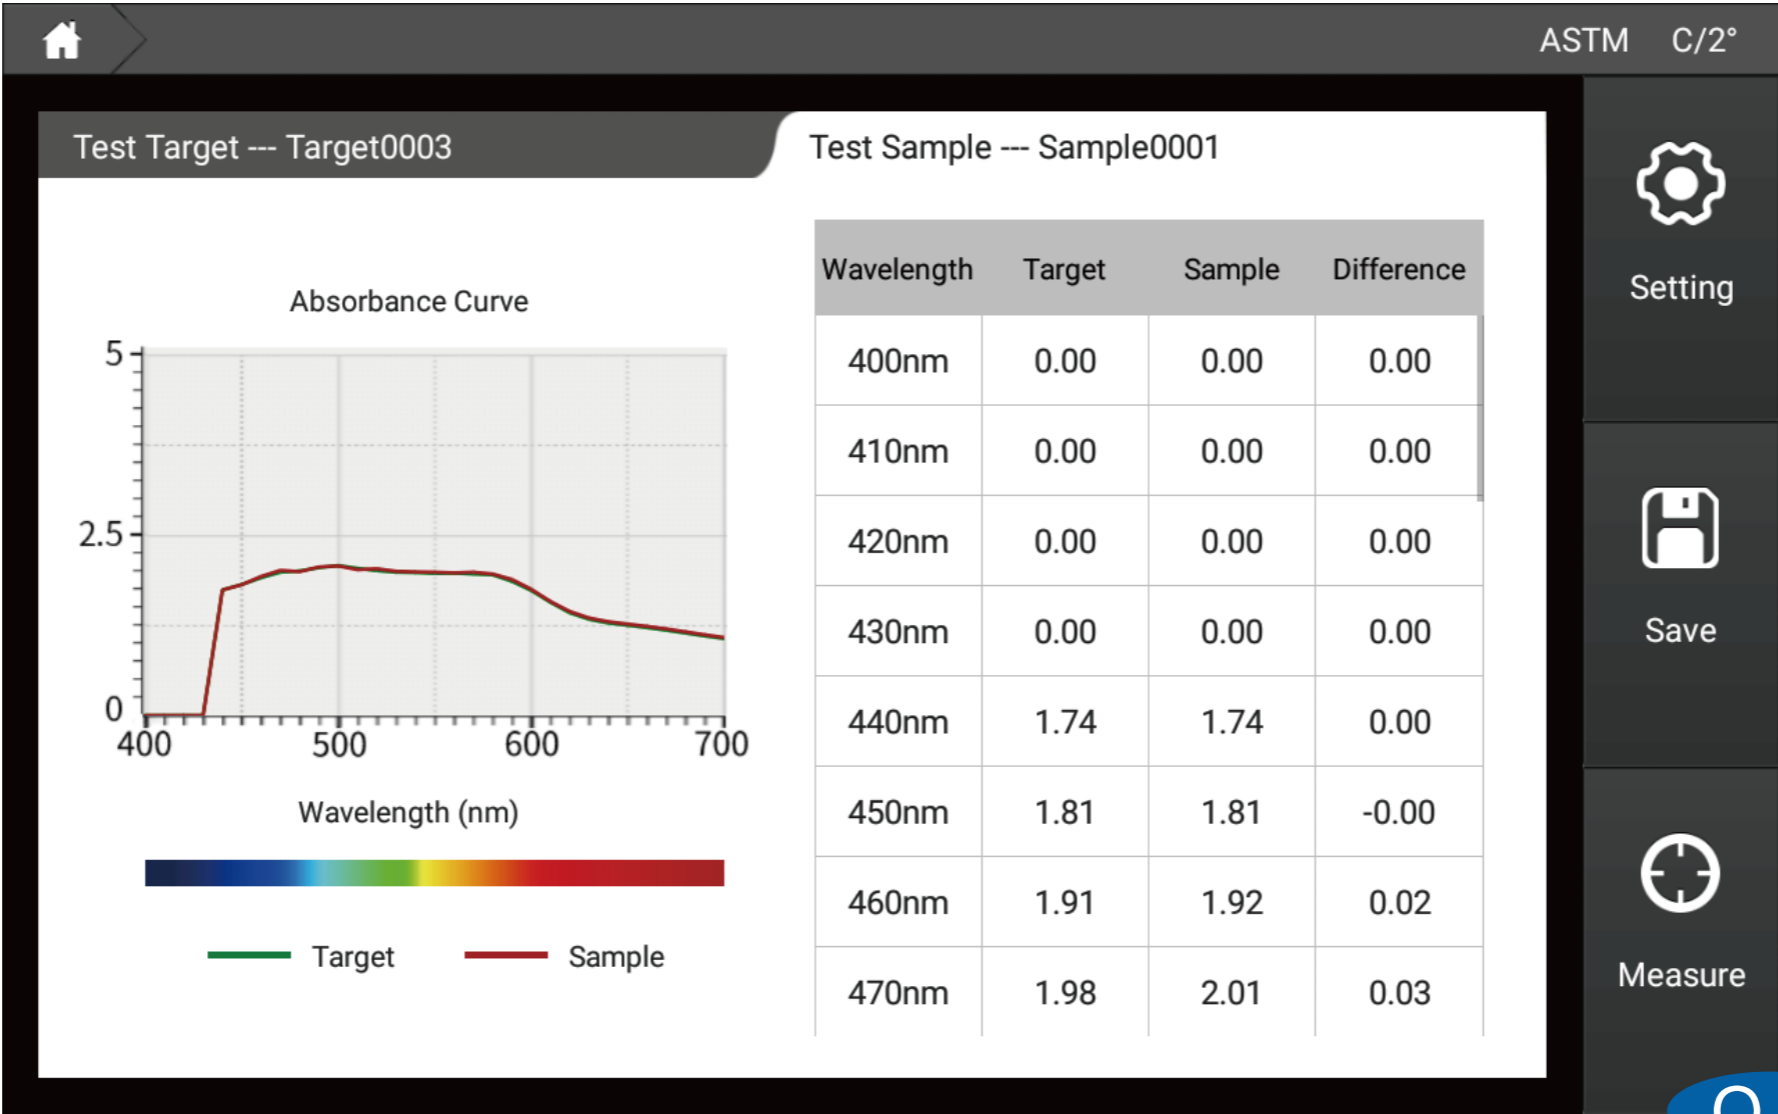 ASTM C/2°
Test Target --- Target0003
Test Sample --- Sample0001
Absorbance Curve
5
2.5
0
400 500 600 700
Wavelength (nm)
Target Sample
Wavelength Target Sample Difference
400nm 0.00 0.00 0.00
410nm 0.00 0.00 0.00
420nm 0.00 0.00 0.00
430nm 0.00 0.00 0.00
440nm 1.74 1.74 0.00
450nm 1.81 1.81 -0.00
460nm 1.91 1.92 0.02
470nm 1.98 2.01 0.03
Setting
Save
Measure